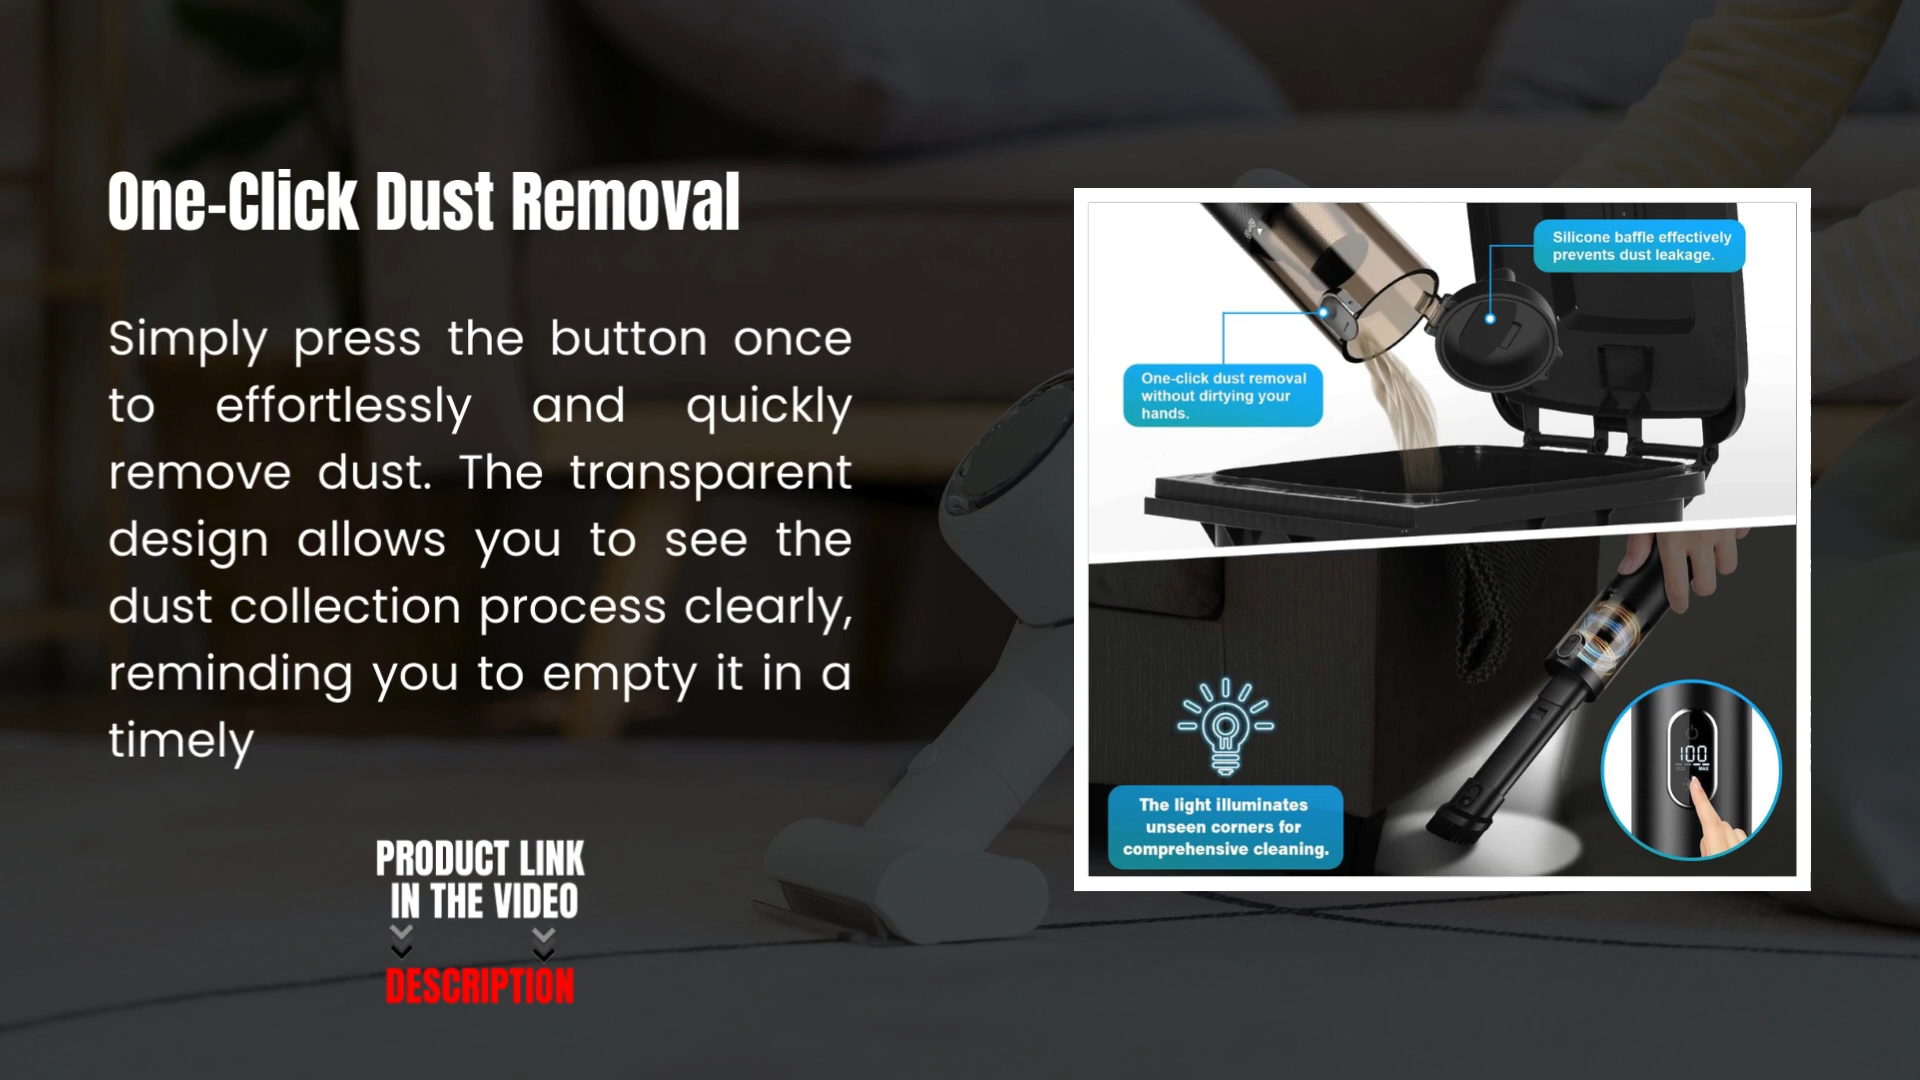 One-Click Dust Removal
Simply press the button once
to effortlessly and quickly
remove dust. The transparent
design allows you to see the
dust collection process clearly,
reminding you to empty it in a
timely
PRODUCT LINK
IN THE VIDEO
DESCRIPTION
Silicone baffle effectively
prevents dust leakage.
One-click dust removal
without dirtying your
hands.
The light illuminates
unseen corners for
comprehensive cleaning.
100
MAX